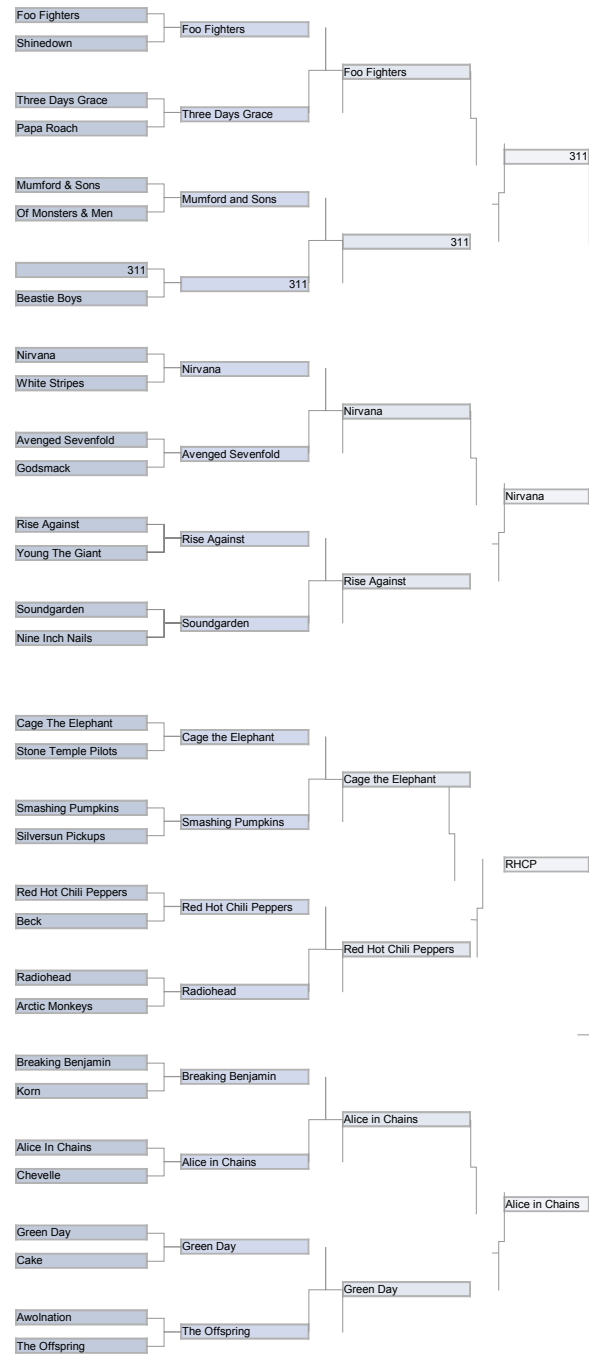 Foo Fighters
Shinedown
Three Days Grace
Papa Roach
Mumford & Sons
Of Monsters & Men
311
Beastie Boys
Nirvana
White Stripes
Avenged Sevenfold
Godsmack
Rise Against
Young The Giant
Soundgarden
Nine Inch Nails
Cage The Elephant
Stone Temple Pilots
Smashing Pumpkins
Silversun Pickups
Red Hot Chili Peppers
Beck
Radiohead
Arctic Monkeys
Breaking Benjamin
Korn
Alice In Chains
Chevelle
Green Day
Cake
Awolnation
The Offspring
Foo Fighters
Three Days Grace
Mumford and Sons
311
Nirvana
Avenged Sevenfold
Rise Against
Soundgarden
Cage the Elephant
Smashing Pumpkins
Red Hot Chili Peppers
Radiohead
Breaking Benjamin
Alice in Chains
Green Day
The Offspring
Foo Fighters
311
Nirvana
Rise Against
Cage the Elephant
Red Hot Chili Peppers
Alice in Chains
Green Day
311
Nirvana
RHCP
Alice in Chains